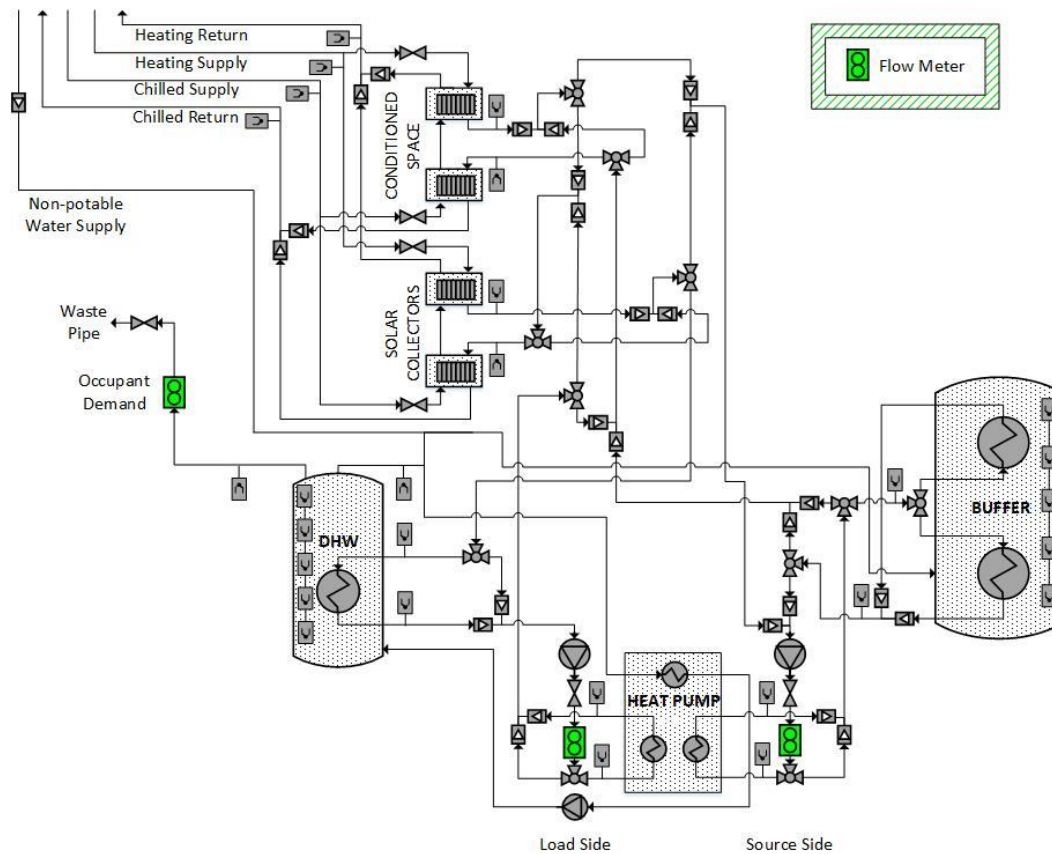 Heating Return
Heating Supply
Chilled Supply
Chilled Return
Flow Meter
CONDITIONED
SPACE
Non-potable
Water Supply
SOLAR
COLLECTORS
Waste
Pipe
Occupant
Demand
DHW
BUFFER
HEAT PUMP
Load Side
Source Side